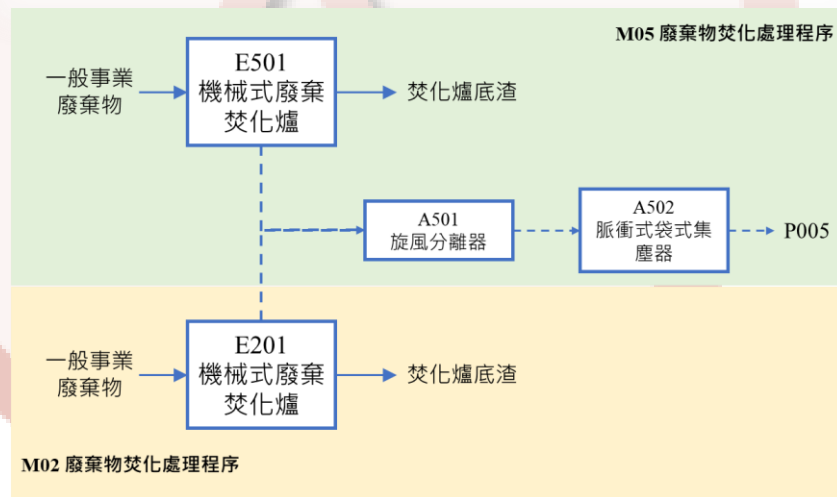 M05 廢棄物焚化處理程序
一般事業
廢棄物
E501
機械式廢棄
焚化爐
焚化爐底渣
A501
旋風分離器
A502
脈衝式袋式集
塵器
P005
一般事業
廢棄物
E201
機械式廢棄
焚化爐
焚化爐底渣
M02 廢棄物焚化處理程序